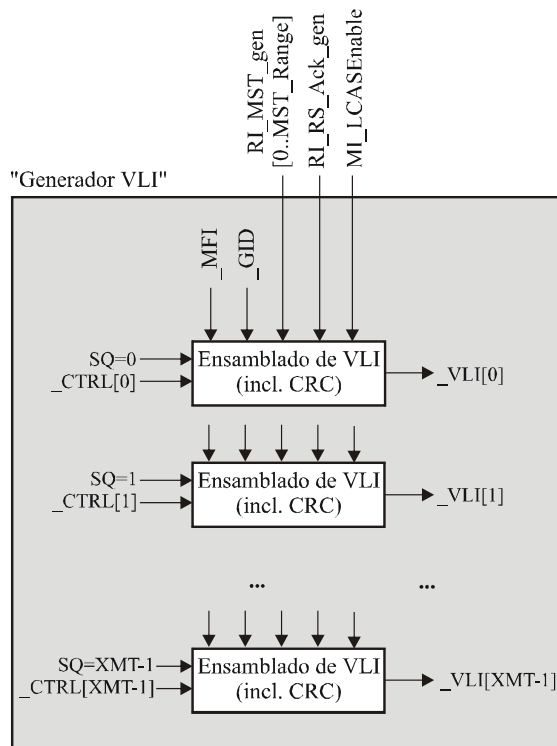 RI_MST_gen
[0..MST_Range]
RI_RS_Ack_gen
MI_LCASEnable
"Generador VLI"
_MFI
_GID
SQ=0
_CTRL[0]
Ensamblado de VLI
(incl. CRC)
_VLI[0]
SQ=1
_CTRL[1]
Ensamblado de VLI
(incl. CRC)
_VLI[1]
...
...
SQ=XMT-1
_CTRL[XMT-1]
Ensamblado de VLI
(incl. CRC)
_VLI[XMT-1]